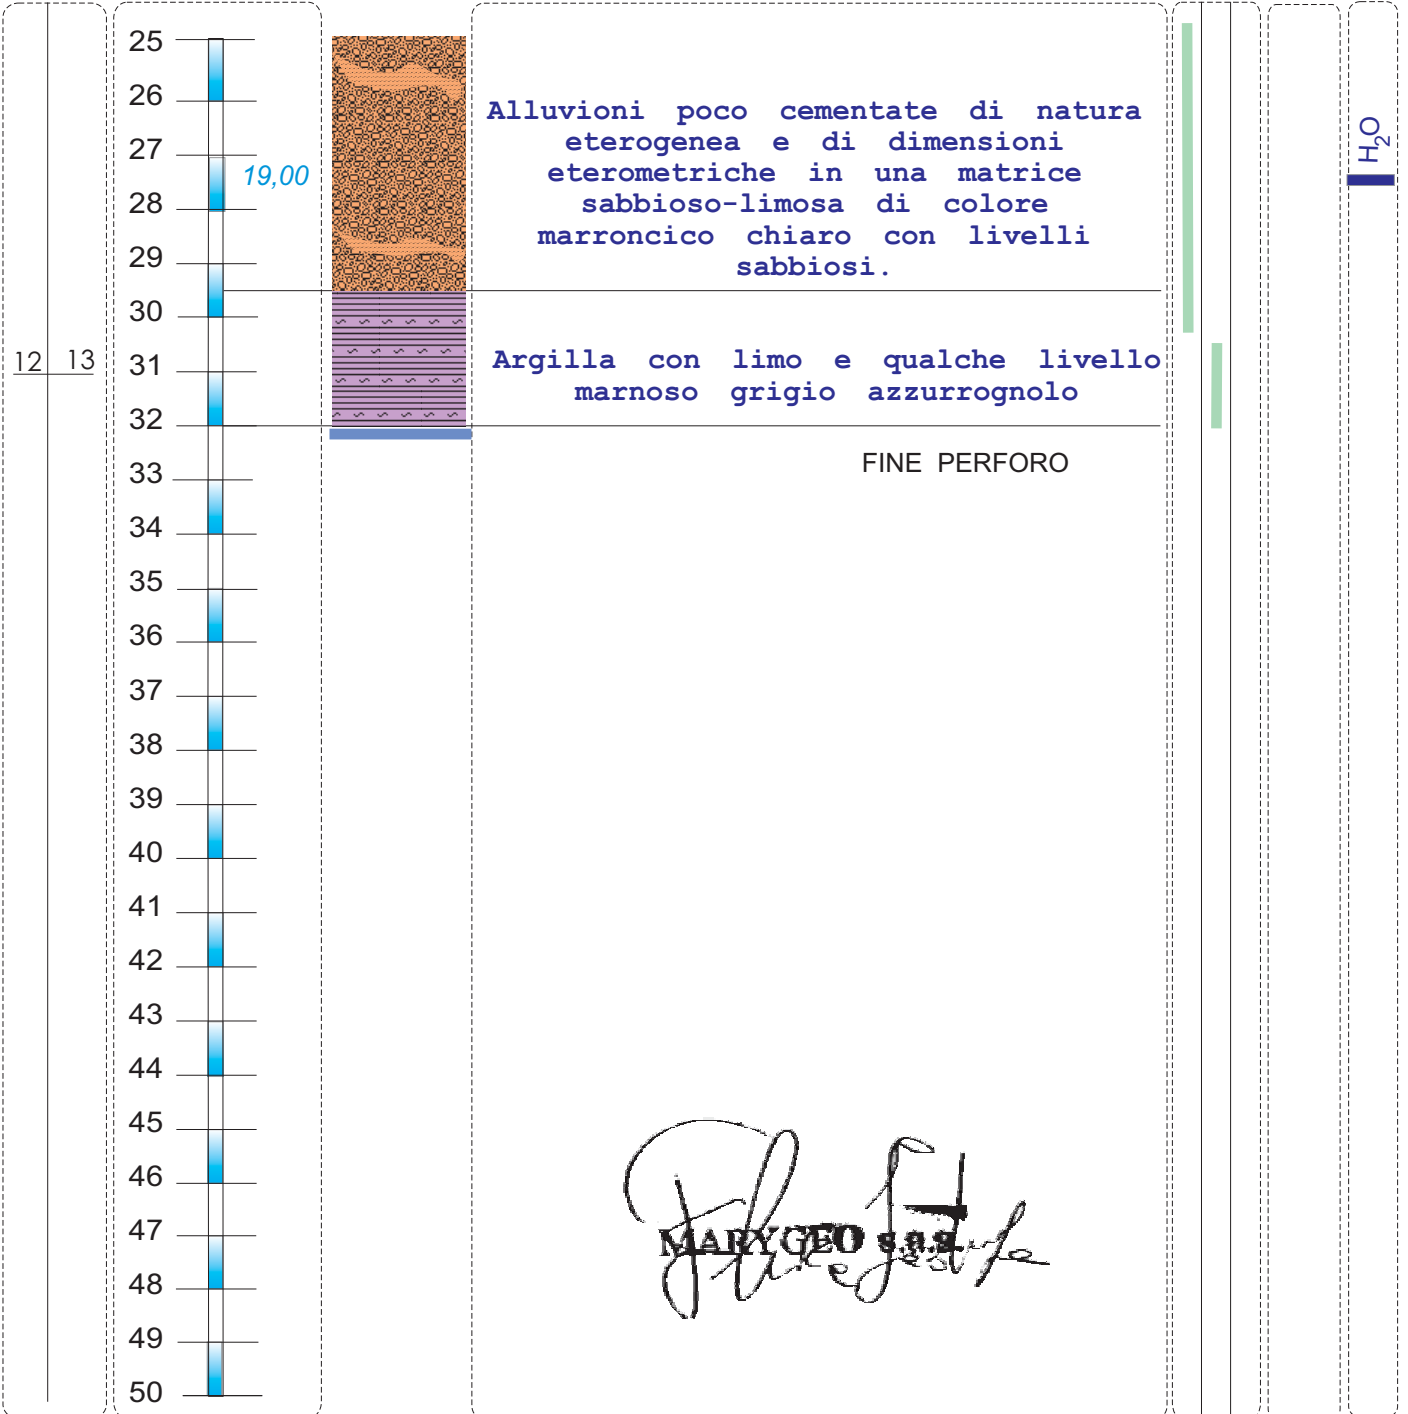 25
26
27
19,00
28
29
30
12 13
31
32
33
34
35
36
37
38
39
40
41
42
43
44
45
46
47
48
49
50
Alluvioni poco cementate di natura
eterogenea e di dimensioni
eterometriche in una matrice
sabbioso-limosa di colore
marroncico chiaro con livelli
sabbiosi.
Argilla con limo e qualche livello
marnoso grigio azzurrognolo
FINE PERFORO
MARYGEO s.n.s.
H₂O